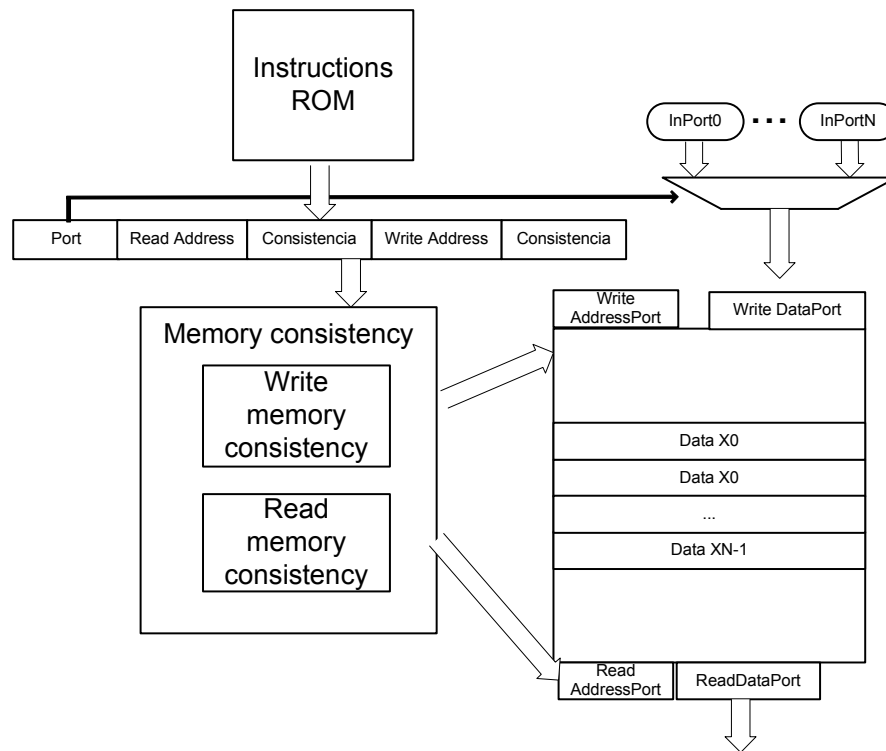 Instructions
ROM
InPort0
...
InPortN
Port
Read Address
Consistencia
Write Address
Consistencia
Memory consistency
Write
memory
consistency
Read
memory
consistency
Write
AddressPort
Write DataPort
Data X0
Data X0
...
Data XN-1
Read
AddressPort
ReadDataPort